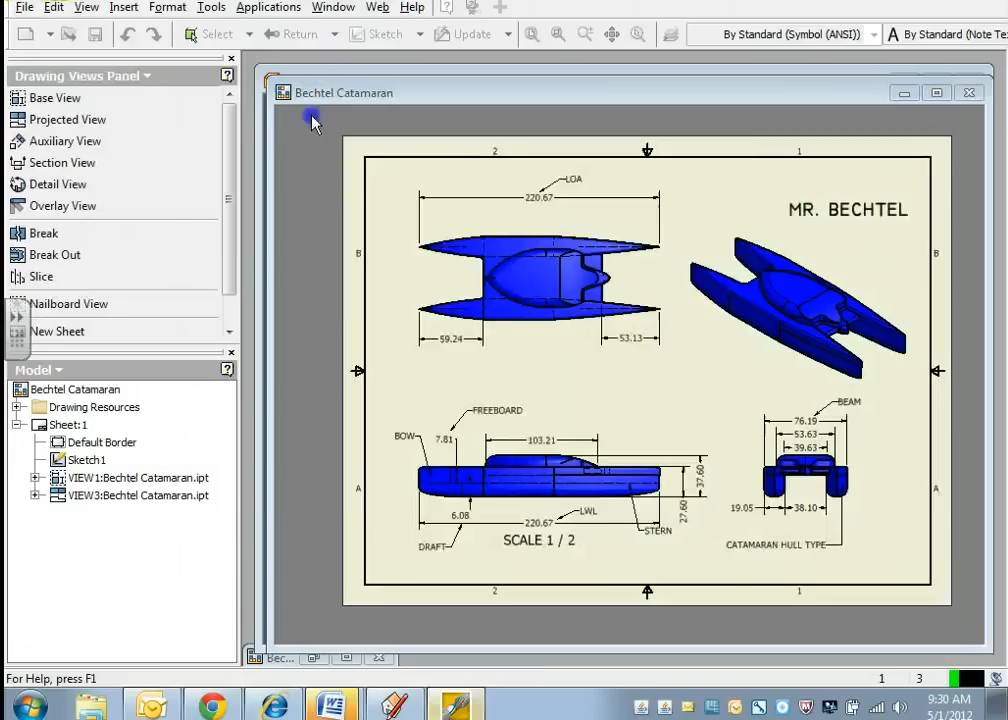 File Edit View Insert Format Tools Applications Window Web Help
Select Return Sketch Update By Standard (Symbol (ANSI)) A By Standard (Note Te
Drawing Views Panel
Base View
Projected View
Auxiliary View
Section View
Detail View
Overlay View
Break
Break Out
Slice
Nailboard View
New Sheet
Model
Bechtel Catamaran
Drawing Resources
Sheet:1
Default Border
Sketch1
VIEW1:Bechtel Catamaran.ipt
VIEW3:Bechtel Catamaran.ipt
Bechtel Catamaran
2 1
LOA
220.67
MR. BECHTEL
B B
59.24 53.13
BEAM
76.19
53.63
39.63
FREEBOARD
BOW 7.81 103.21
A A
37.60
27.60
6.08
LWL
220.67
STERN
DRAFT
SCALE 1 / 2
19.05 38.10
CATAMARAN HULL TYPE
2 1
Bec...
For Help, press F1
1 3
9:30 AM
5/1/2012